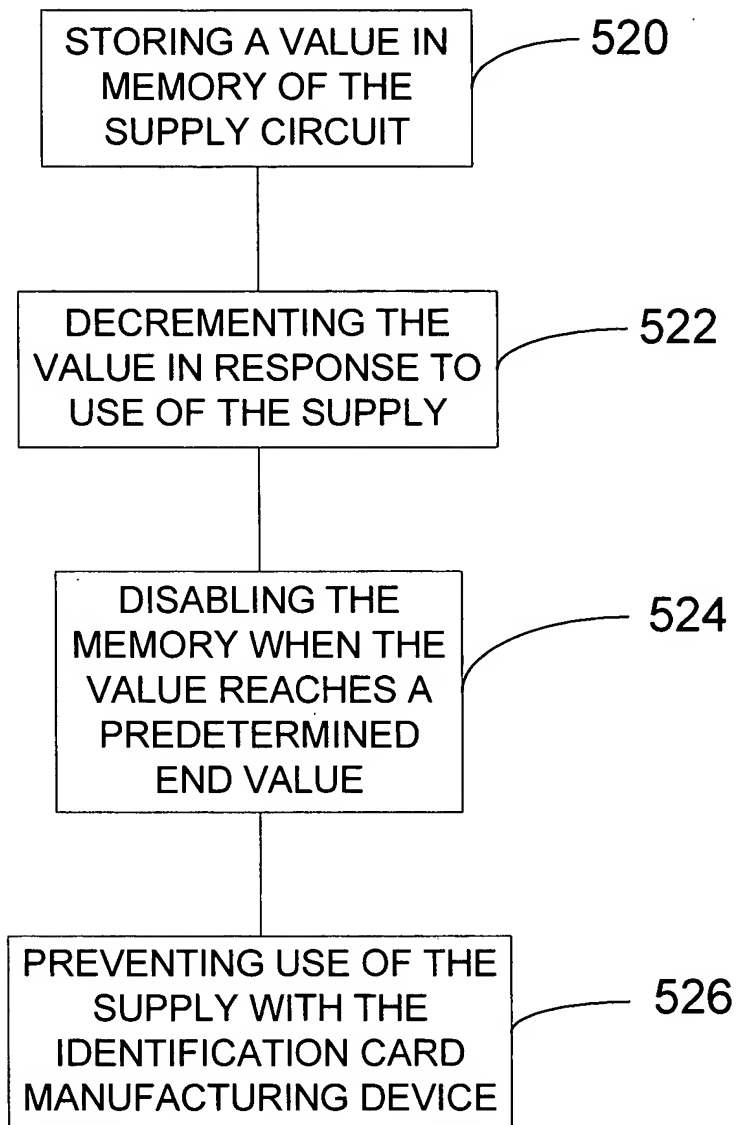 STORING A VALUE IN
MEMORY OF THE
SUPPLY CIRCUIT
520
DECREMENTING THE
VALUE IN RESPONSE TO
USE OF THE SUPPLY
522
DISABLING THE
MEMORY WHEN THE
VALUE REACHES A
PREDETERMINED
END VALUE
524
PREVENTING USE OF THE
SUPPLY WITH THE
IDENTIFICATION CARD
MANUFACTURING DEVICE
526